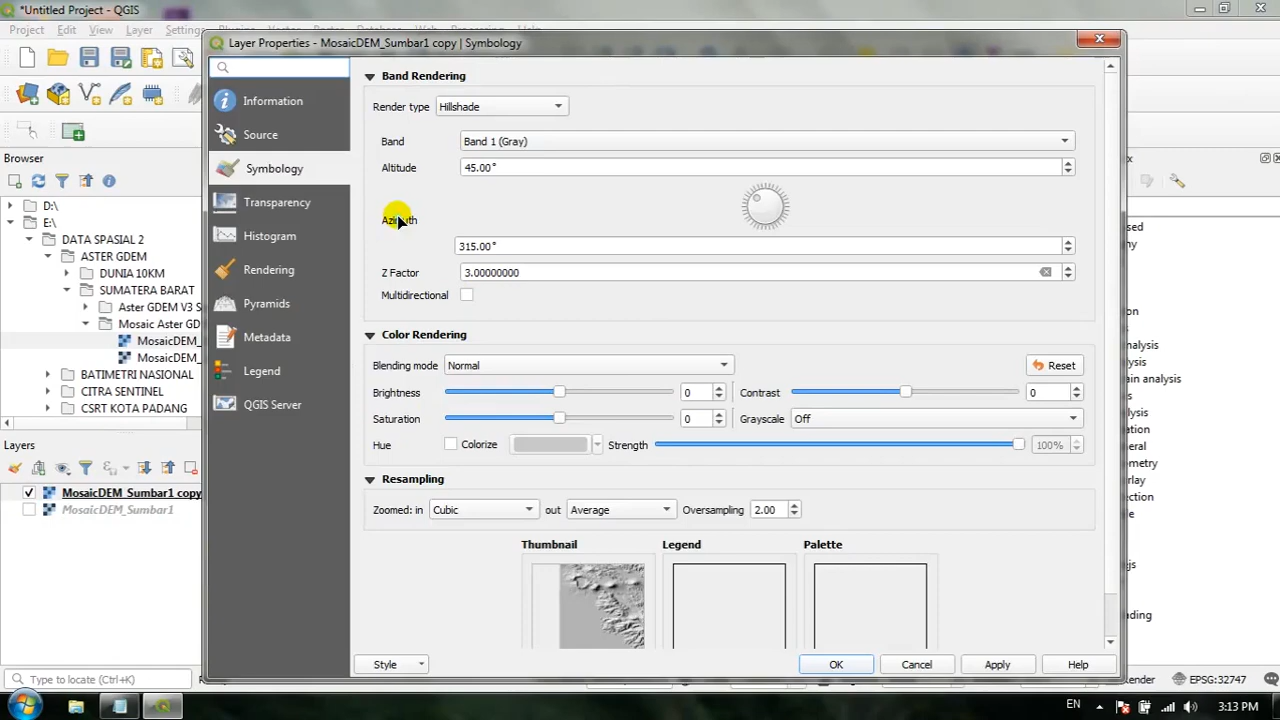 *Untitled Project - QGIS
Project Edit View Layer Settings
Layer Properties - MosaicDEM_Sumbar1 copy | Symbology
Information
Source
Symbology
Transparency
Histogram
Rendering
Pyramids
Metadata
Legend
QGIS Server
Band Rendering
Render type Hillshade
Band Band 1 (Gray)
Altitude 45.00°
Azimuth
315.00°
Z Factor 3.00000000
Multidirectional
Color Rendering
Blending mode Normal Reset
Brightness 0 Contrast 0
Saturation 0 Grayscale Off
Hue Colorize Strength 100%
Resampling
Zoomed: in Cubic out Average Oversampling 2.00
Thumbnail Legend Palette
Style OK Cancel Apply Help
Browser
D:\
E:\
DATA SPASIAL 2
ASTER GDEM
DUNIA 10KM
SUMATERA BARAT
Aster GDEM V3 S
Mosaic Aster GD
MosaicDEM_
MosaicDEM_
BATIMETRI NASIONAL
CITRA SENTINEL
CSRT KOTA PADANG
Layers
MosaicDEM_Sumbar1 copy
MosaicDEM_Sumbar1
Type to locate (Ctrl+K)
EPSG:32747
EN 3:13 PM